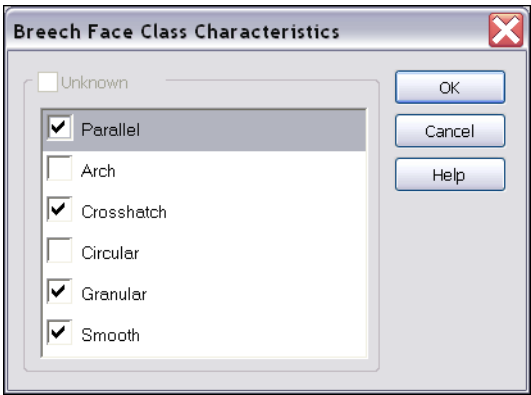 Breech Face Class Characteristics
Unknown
Parallel
Arch
Crosshatch
Circular
Granular
Smooth
OK
Cancel
Help